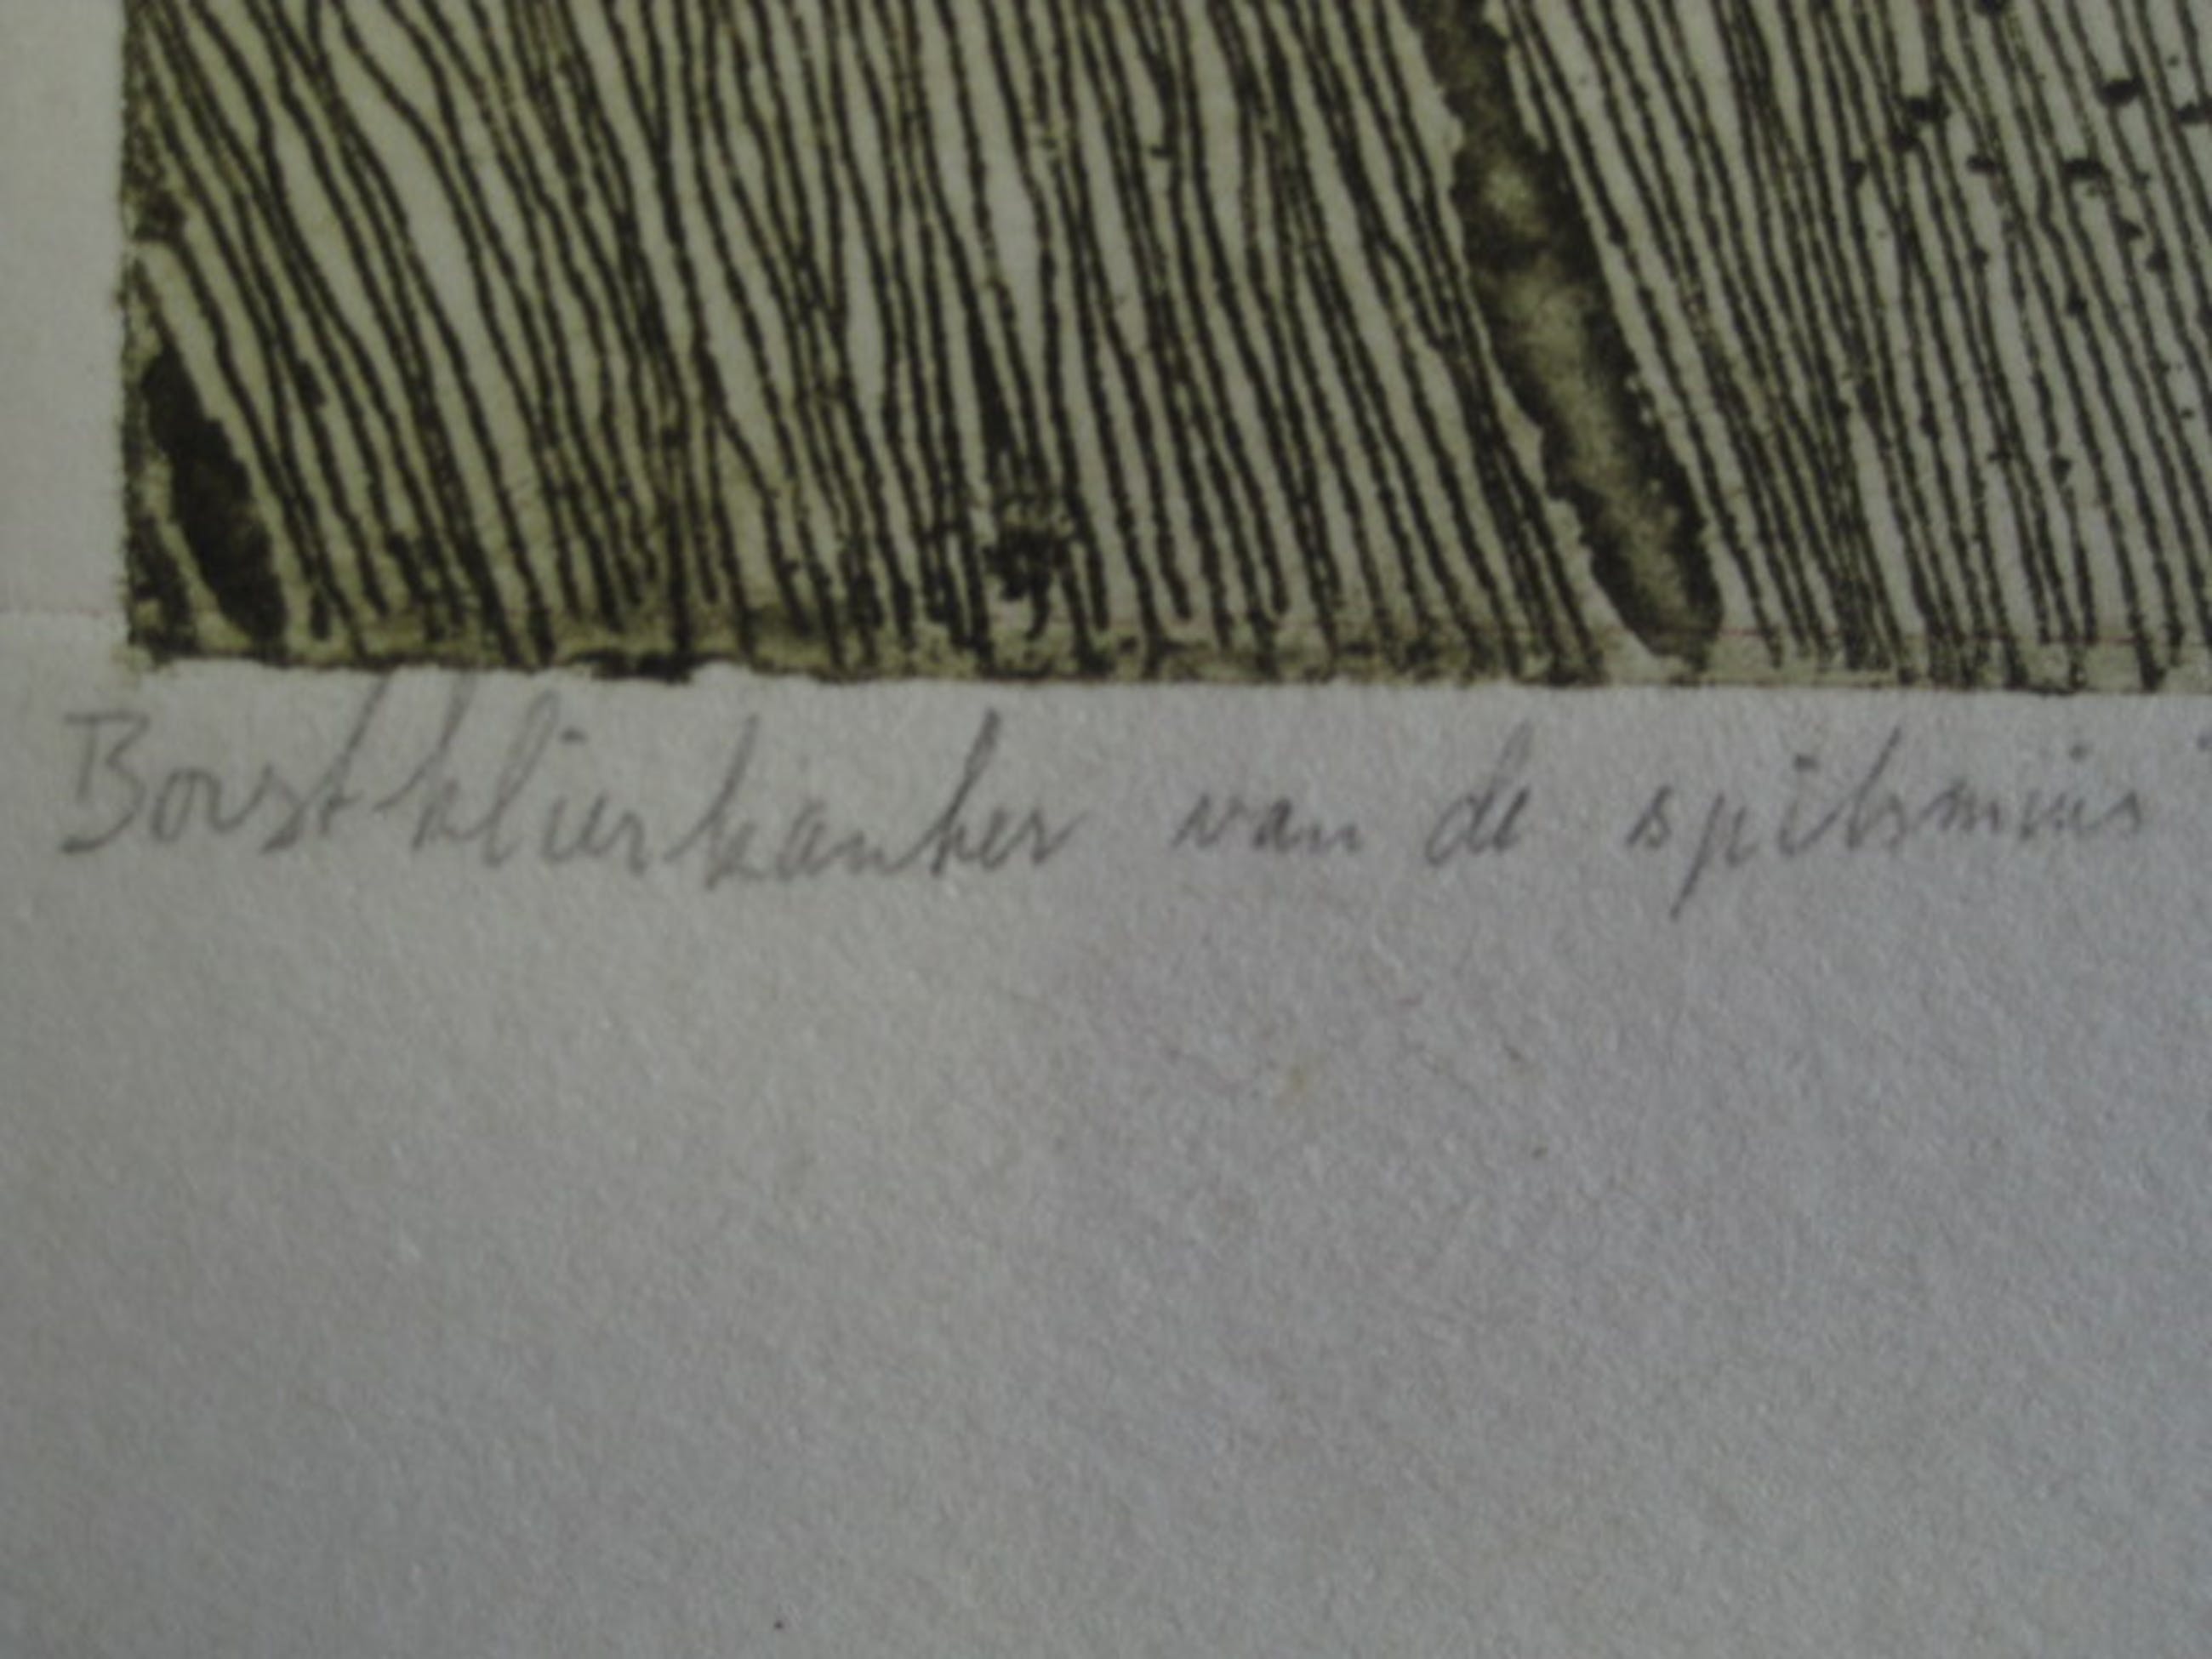 Borstklierkanker van de spitsmuis